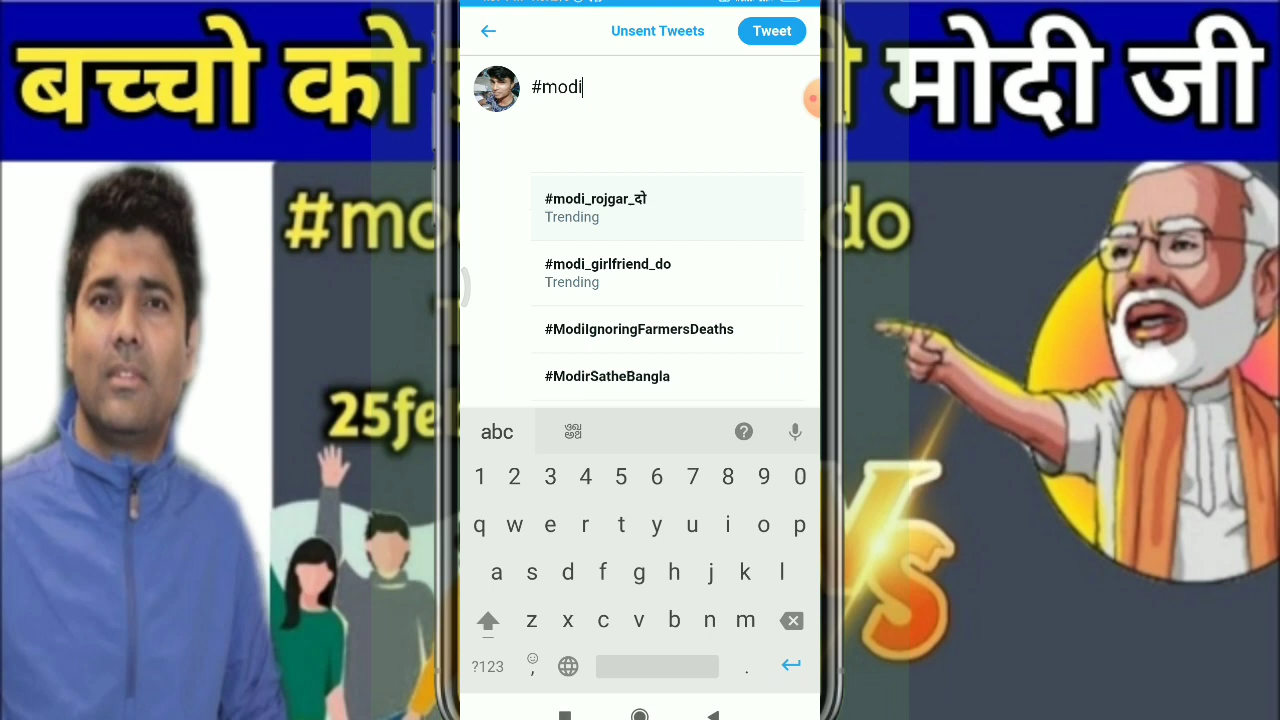 बच्चो को
मोदी जी
Unsent Tweets
Tweet
#modi
#mo
do
#modi_rojgar_दो
Trending
#modi_girlfriend_do
Trending
#ModiIgnoringFarmersDeaths
#ModirSatheBangla
25fe
Vs
abc
?
1 2 3 4 5 6 7 8 9 0
q w e r t y u i o p
a s d f g h j k l
z x c v b n m
?123 , .